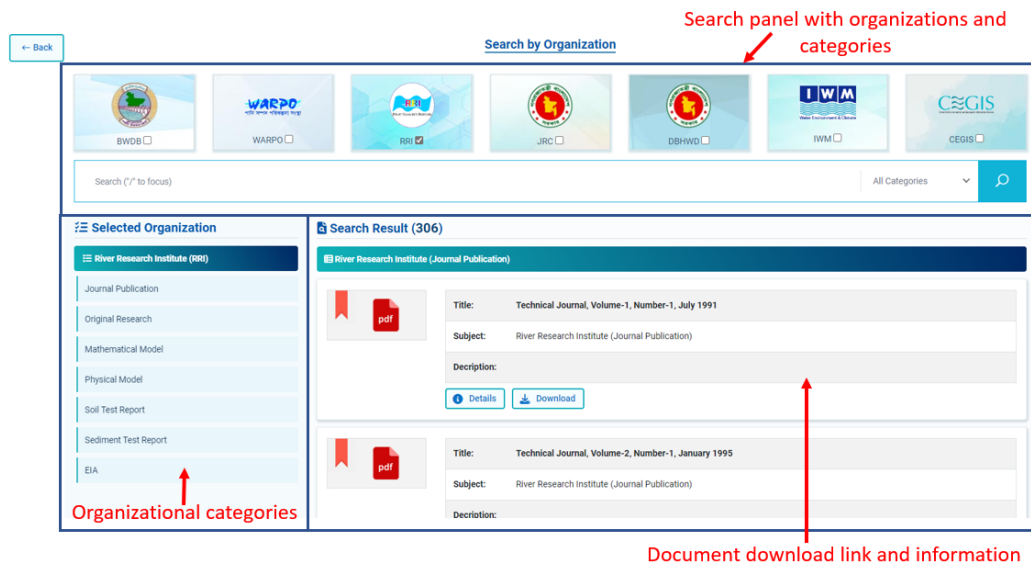 Search panel with organizations and
categories
← Back
Search by Organization
WARPO
RRI
IWM
CEGIS
BWDB
WARPO
RRI
JRC
DBHWD
IWM
CEGIS
Search ("/" to focus)
All Categories
Selected Organization
Search Result (306)
River Research Institute (RRI)
River Research Institute (Journal Publication)
Journal Publication
Original Research
Mathematical Model
Physical Model
Soil Test Report
Sediment Test Report
EIA
Organizational categories
pdf
Title: Technical Journal, Volume-1, Number-1, July 1991
Subject: River Research Institute (Journal Publication)
Decription:
Details
Download
pdf
Title: Technical Journal, Volume-2, Number-1, January 1995
Subject: River Research Institute (Journal Publication)
Decription:
Document download link and information